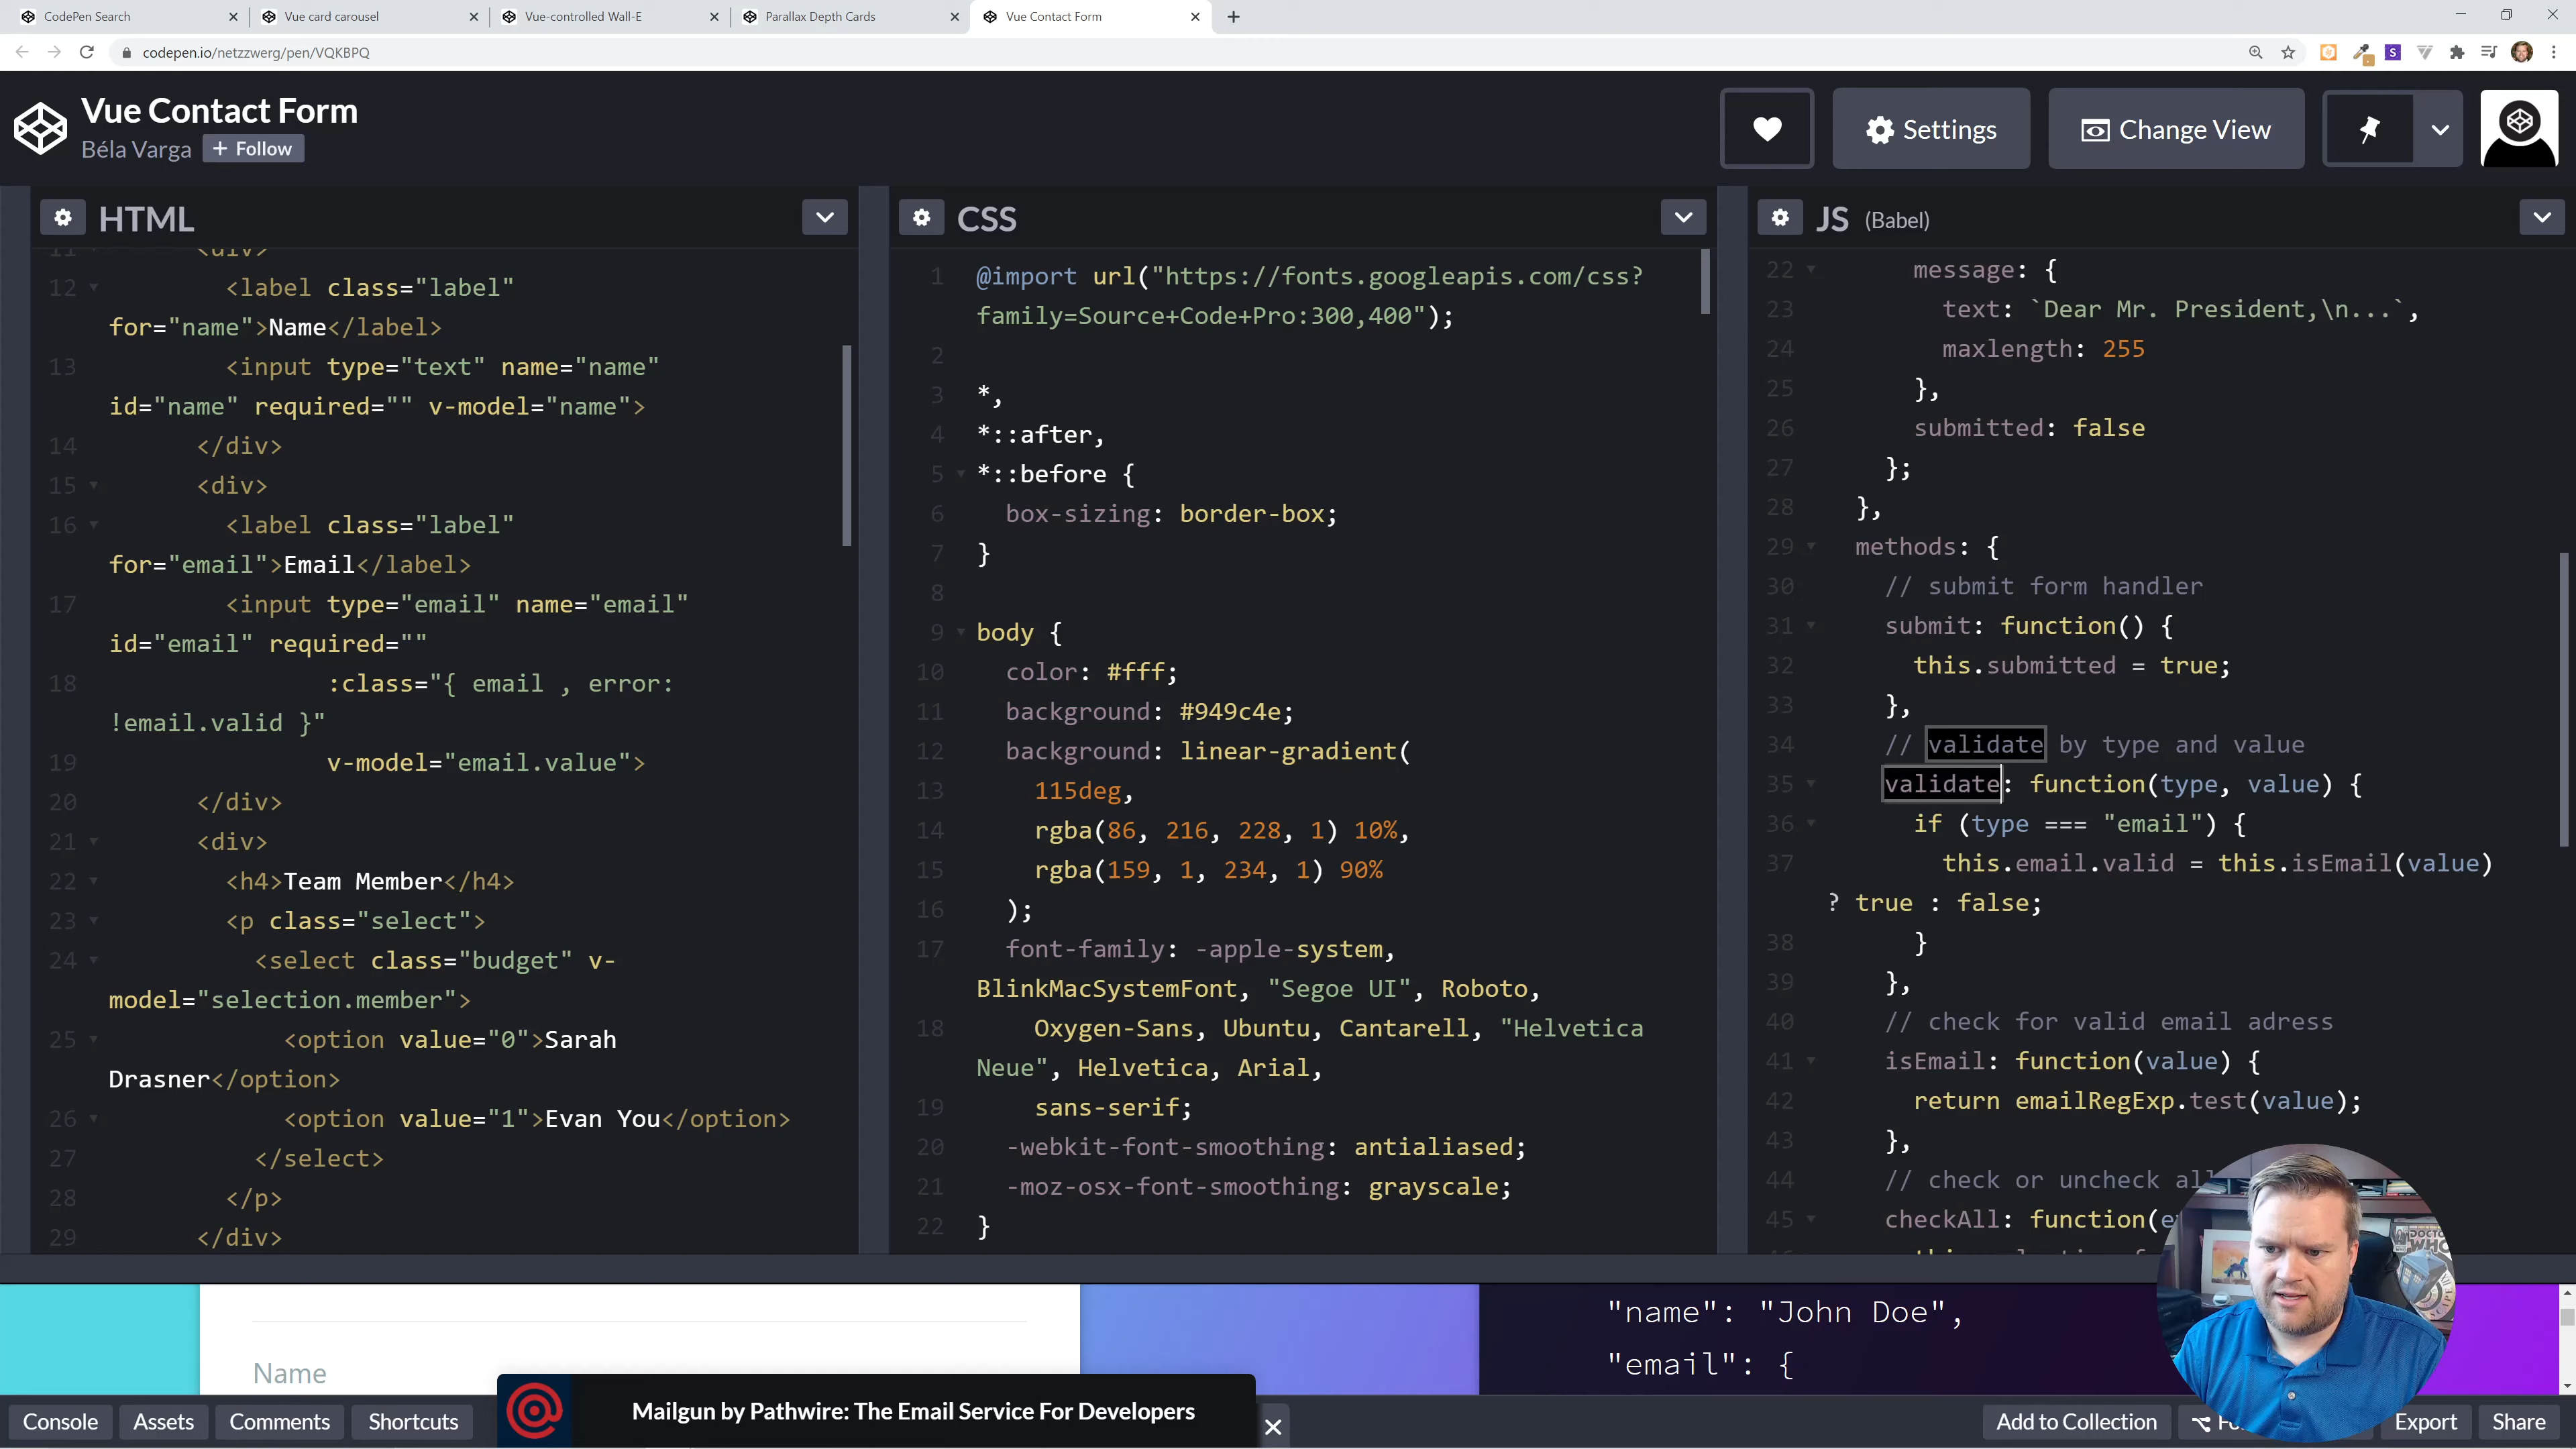 CodePen Search
Vue card carousel
Vue-controlled Wall-E
Parallax Depth Cards
Vue Contact Form
codepen.io/netzzwerg/pen/VQKBPQ
Vue Contact Form
Béla Varga
+ Follow
Settings
Change View
HTML
11 <div>
12 <label class="label"
for="name">Name</label>
13 <input type="text" name="name"
id="name" required="" v-model="name">
14 </div>
15 <div>
16 <label class="label"
for="email">Email</label>
17 <input type="email" name="email"
id="email" required=""
18 :class="{ email , error:
!email.valid }"
19 v-model="email.value">
20 </div>
21 <div>
22 <h4>Team Member</h4>
23 <p class="select">
24 <select class="budget" v-
model="selection.member">
25 <option value="0">Sarah
Drasner</option>
26 <option value="1">Evan You</option>
27 </select>
28 </p>
29 </div>
CSS
1 @import url("https://fonts.googleapis.com/css?
family=Source+Code+Pro:300,400");
2
3 *,
4 *::after,
5 *::before {
6 box-sizing: border-box;
7 }
8
9 body {
10 color: #fff;
11 background: #949c4e;
12 background: linear-gradient(
13 115deg,
14 rgba(86, 216, 228, 1) 10%,
15 rgba(159, 1, 234, 1) 90%
16 );
17 font-family: -apple-system,
BlinkMacSystemFont, "Segoe UI", Roboto,
18 Oxygen-Sans, Ubuntu, Cantarell, "Helvetica
Neue", Helvetica, Arial,
19 sans-serif;
20 -webkit-font-smoothing: antialiased;
21 -moz-osx-font-smoothing: grayscale;
22 }
JS (Babel)
22 message: {
23 text: `Dear Mr. President,\n...`,
24 maxlength: 255
25 },
26 submitted: false
27 };
28 },
29 methods: {
30 // submit form handler
31 submit: function() {
32 this.submitted = true;
33 },
34 // validate by type and value
35 validate: function(type, value) {
36 if (type === "email") {
37 this.email.valid = this.isEmail(value)
? true : false;
38 }
39 },
40 // check for valid email adress
41 isEmail: function(value) {
42 return emailRegExp.test(value);
43 },
44 // check or uncheck al
45 checkAll: function(e
Name
"name": "John Doe",
"email": {
Console
Assets
Comments
Shortcuts
Mailgun by Pathwire: The Email Service For Developers
Add to Collection
Export
Share